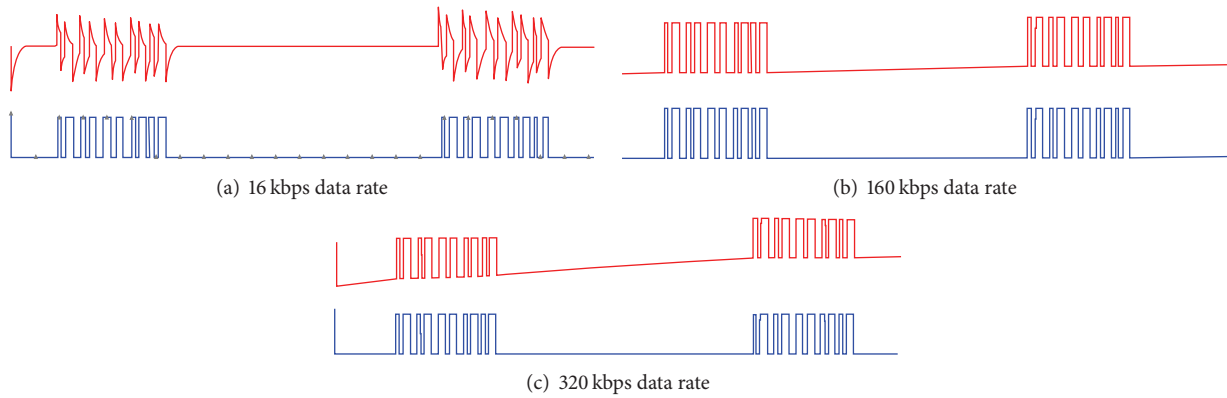 (a) 16 kbps data rate
(b) 160 kbps data rate
(c) 320 kbps data rate